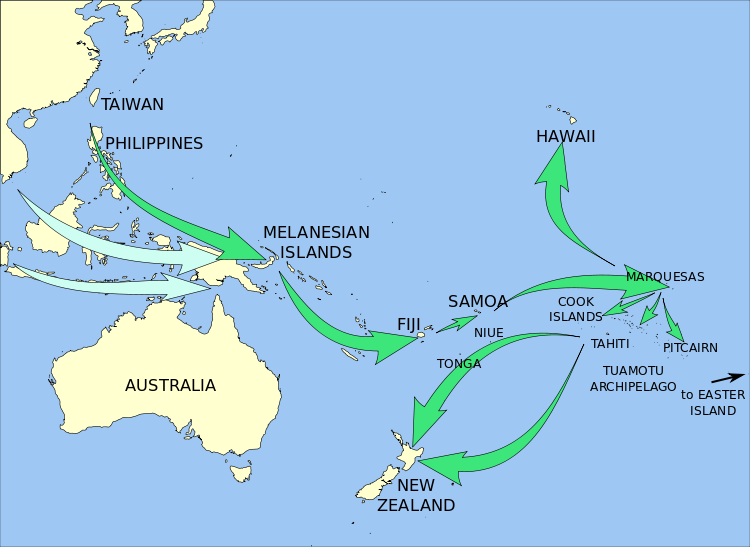 TAIWAN
PHILIPPINES
HAWAII
MELANESIAN
ISLANDS
MARQUESAS
SAMOA
COOK
ISLANDS
FIJI
NIUE
TAHITI
PITCAIRN
TONGA
TUAMOTU
ARCHIPELAGO
AUSTRALIA
to EASTER
ISLAND
NEW
ZEALAND